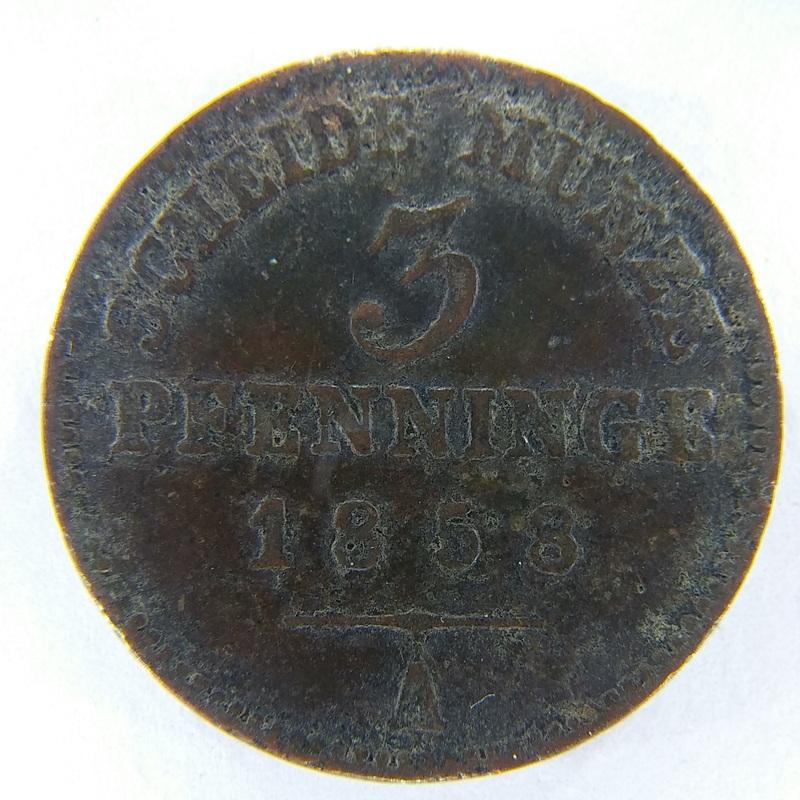 SCHEIDE MÜNZE
3
PFENNINGE
1858
A